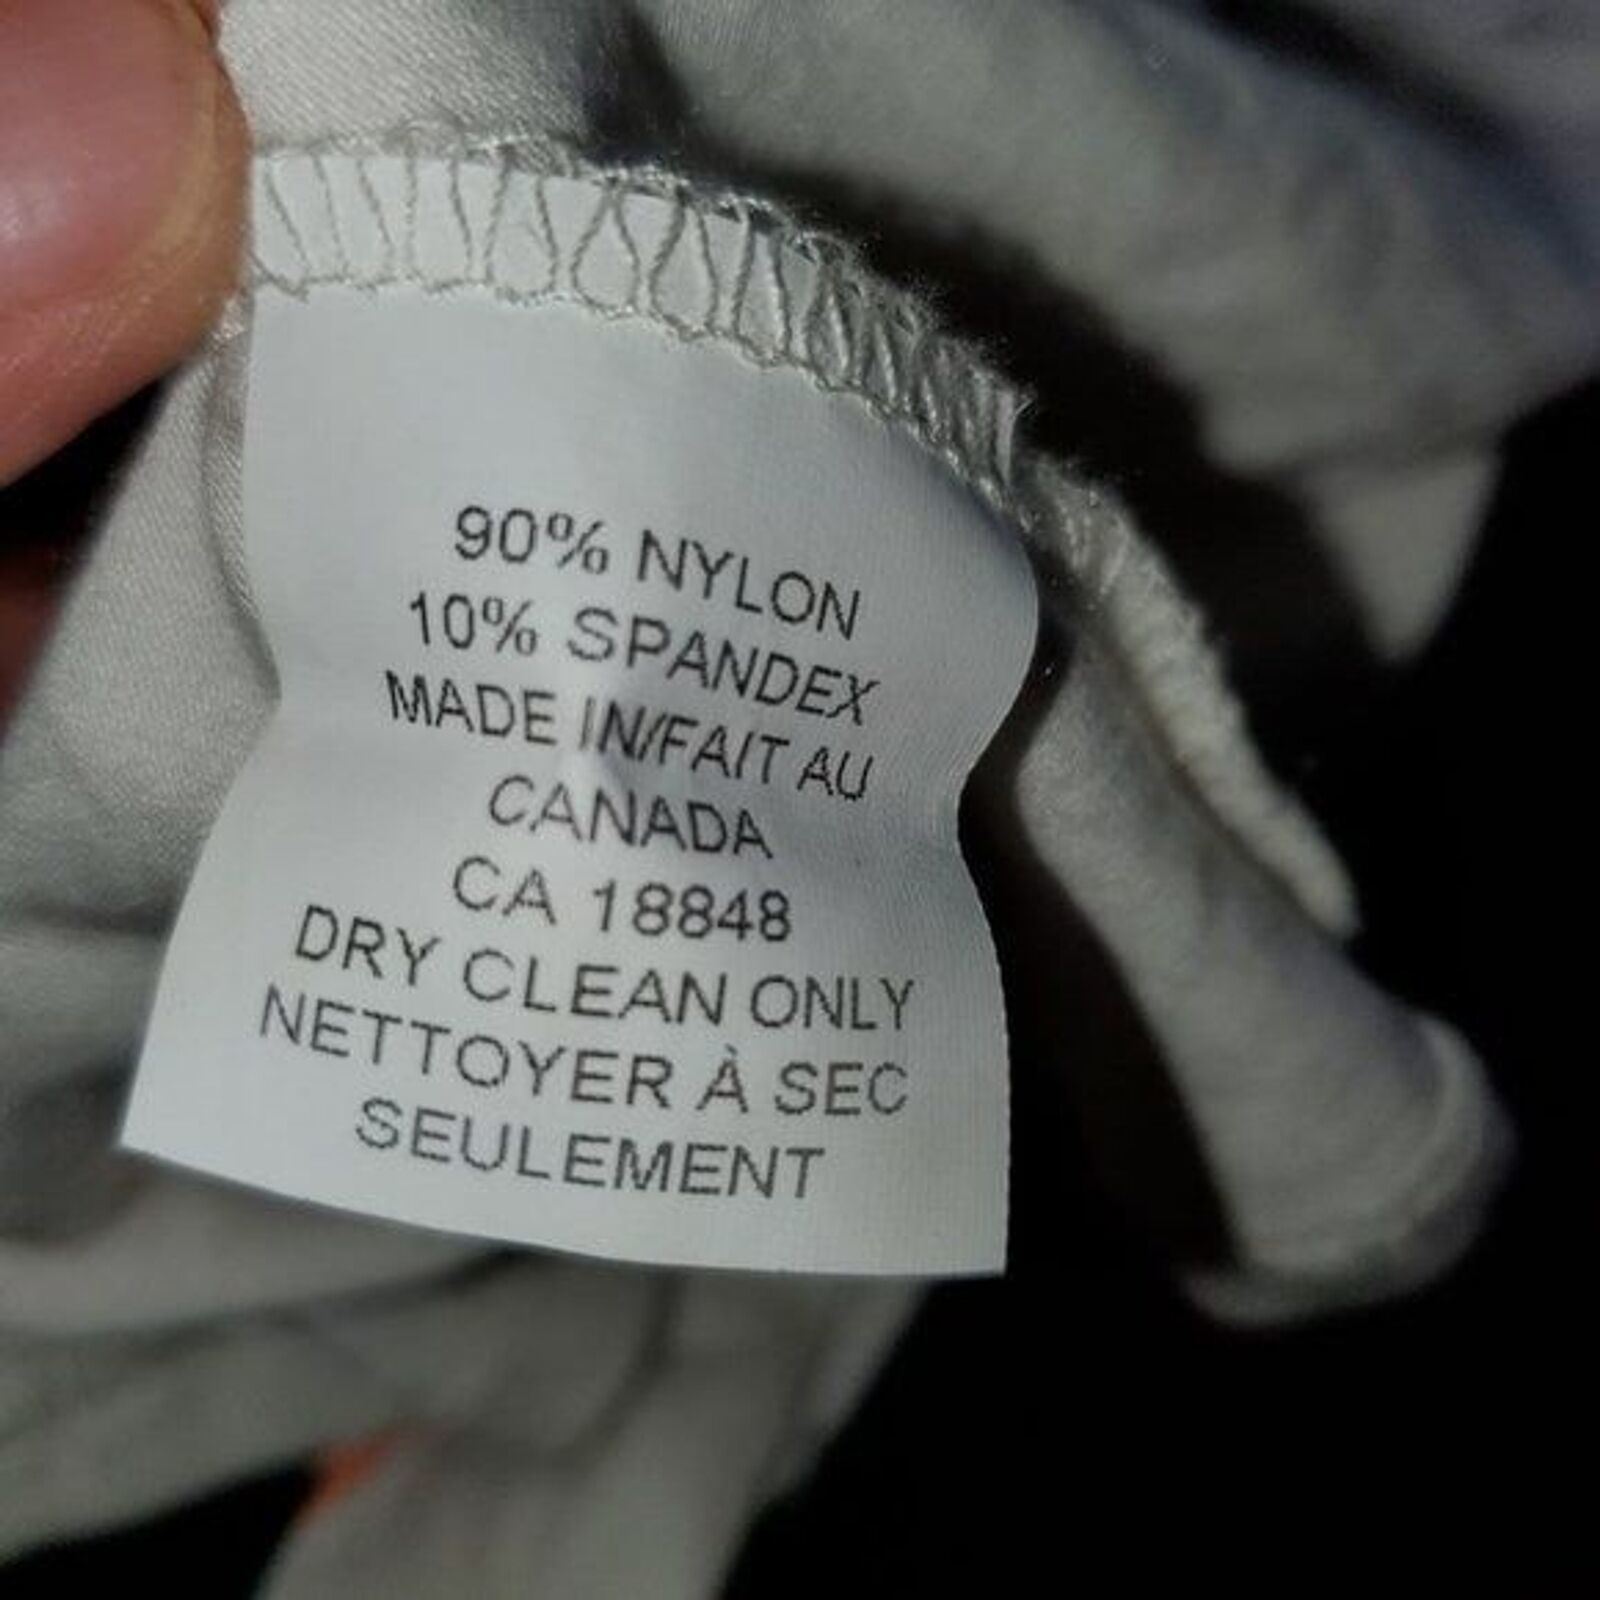 90% NYLON
10% SPANDEX
MADE IN/FAIT AU
CANADA
CA 18848
DRY CLEAN ONLY
NETTOYER À SEC
SEULEMENT